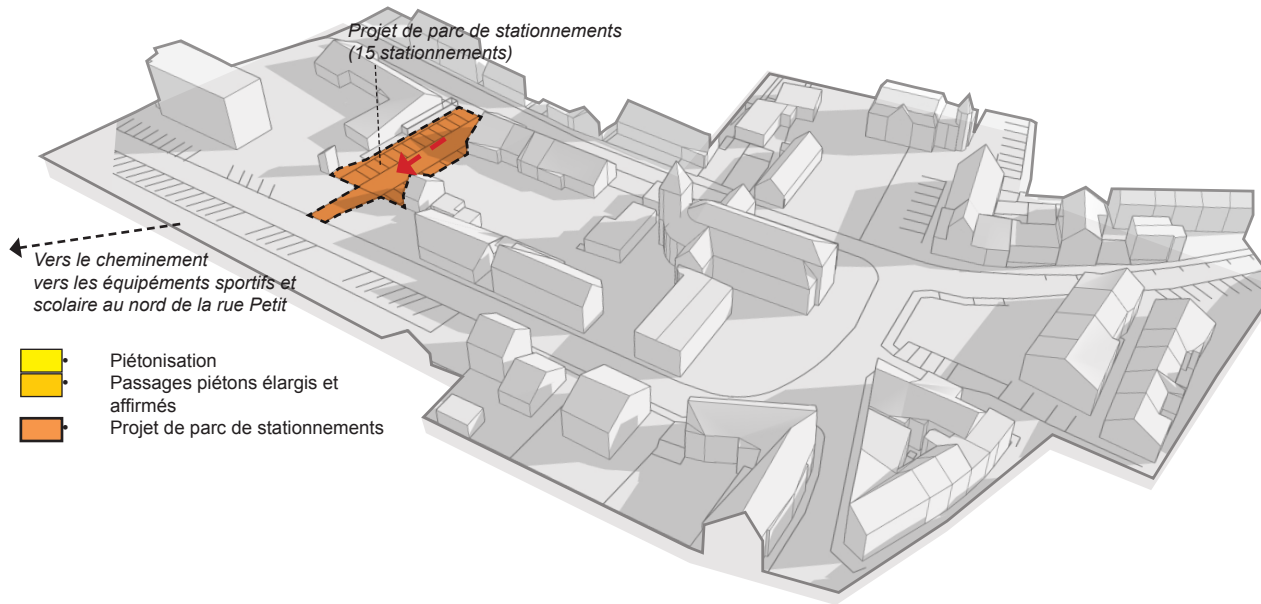 Projet de parc de stationnements
(15 stationnements)
Vers le cheminement
vers les équipéments sportifs et
scolaire au nord de la rue Petit
Piétonisation
Passages piétons élargis et
affirmés
Projet de parc de stationnements